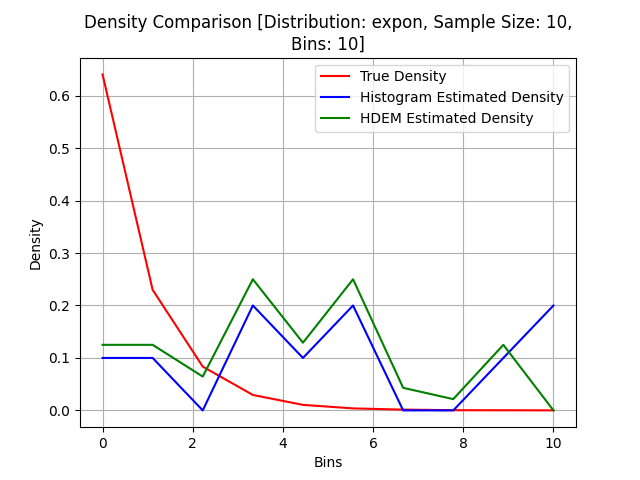 Density Comparison [Distribution: expon, Sample Size: 10,
Bins: 10]
True Density
Histogram Estimated Density
HDEM Estimated Density
Density
0.6
0.5
0.4
0.3
0.2
0.1
0.0
0 2 4 6 8 10
Bins